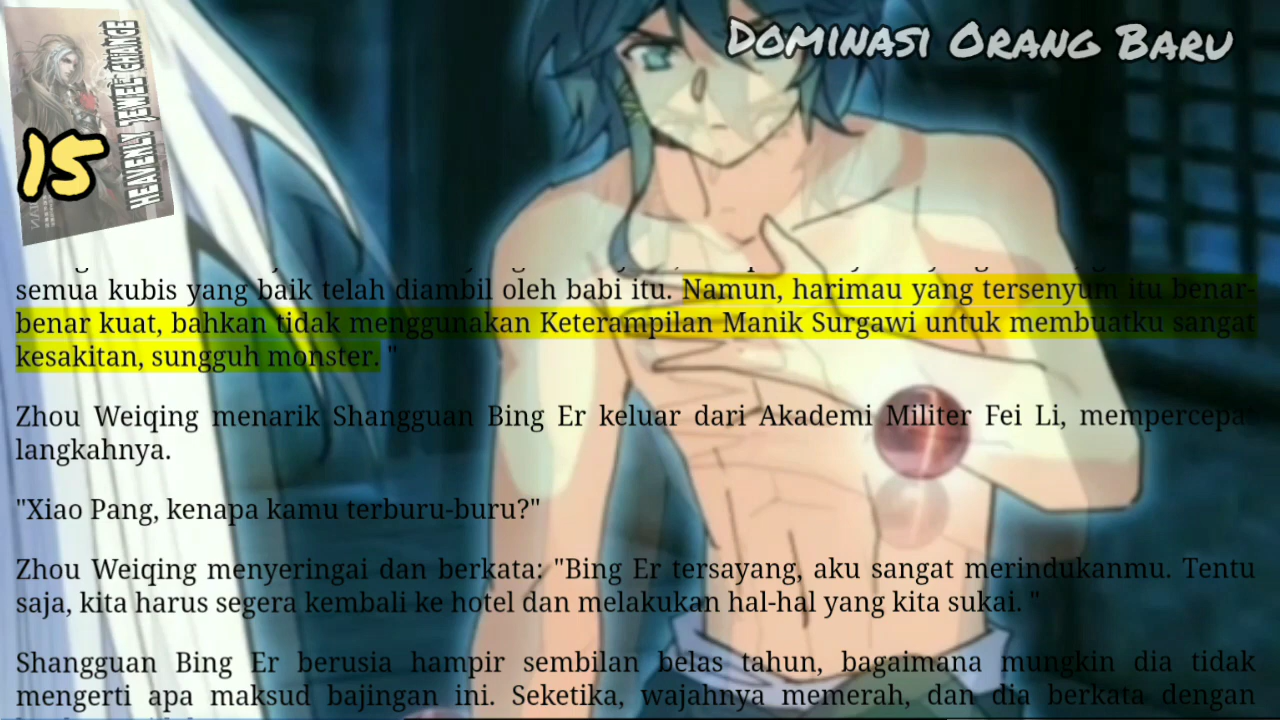 Dominasi Orang Baru
HEAVENLY JEWEL CHANGE
15
semua kubis yang baik telah diambil oleh babi itu. Namun, harimau yang tersenyum itu benar-
benar kuat, bahkan tidak menggunakan Keterampilan Manik Surgawi untuk membuatku sangat
kesakitan, sungguh monster. "
Zhou Weiqing menarik Shangguan Bing Er keluar dari Akademi Militer Fei Li, mempercepat
langkahnya.
"Xiao Pang, kenapa kamu terburu-buru?"
Zhou Weiqing menyeringai dan berkata: "Bing Er tersayang, aku sangat merindukanmu. Tentu
saja, kita harus segera kembali ke hotel dan melakukan hal-hal yang kita sukai. "
Shangguan Bing Er berusia hampir sembilan belas tahun, bagaimana mungkin dia tidak
mengerti apa maksud bajingan ini. Seketika, wajahnya memerah, dan dia berkata dengan